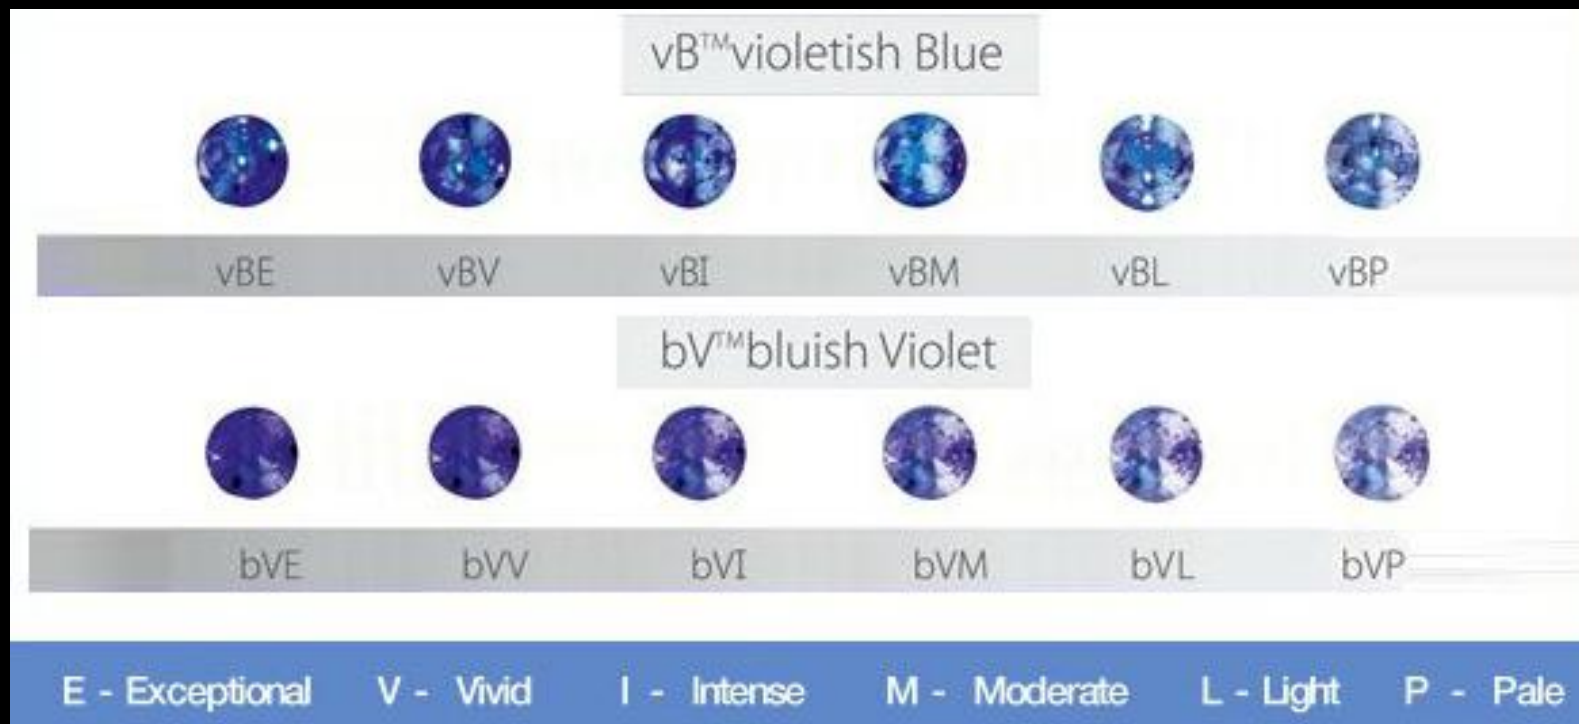 vB™violetish Blue
vBE vBV vBI vBM vBL vBP
bV™bluish Violet
bVE bVV bVI bVM bVL bVP
E - Exceptional V - Vivid I - Intense M - Moderate L - Light P - Pale